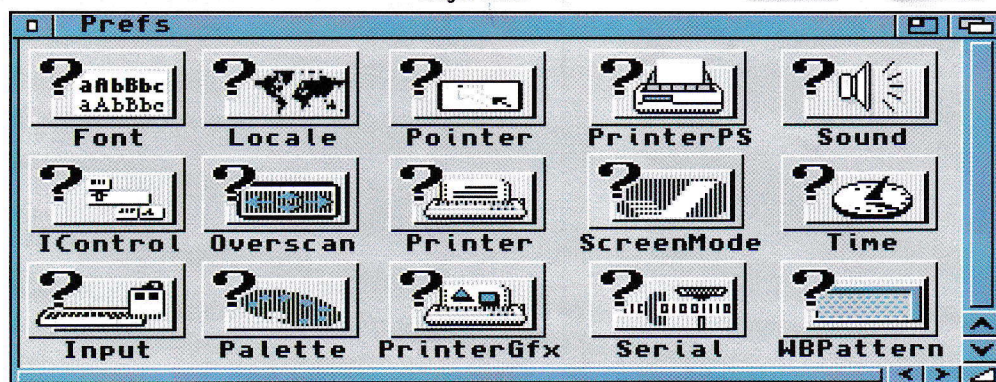 Prefs
aAbBbc
aAbBbc
Font Locale Pointer PrinterPS Sound
IControl Overscan Printer ScreenMode Time
Input Palette PrinterGfx Serial WBPattern